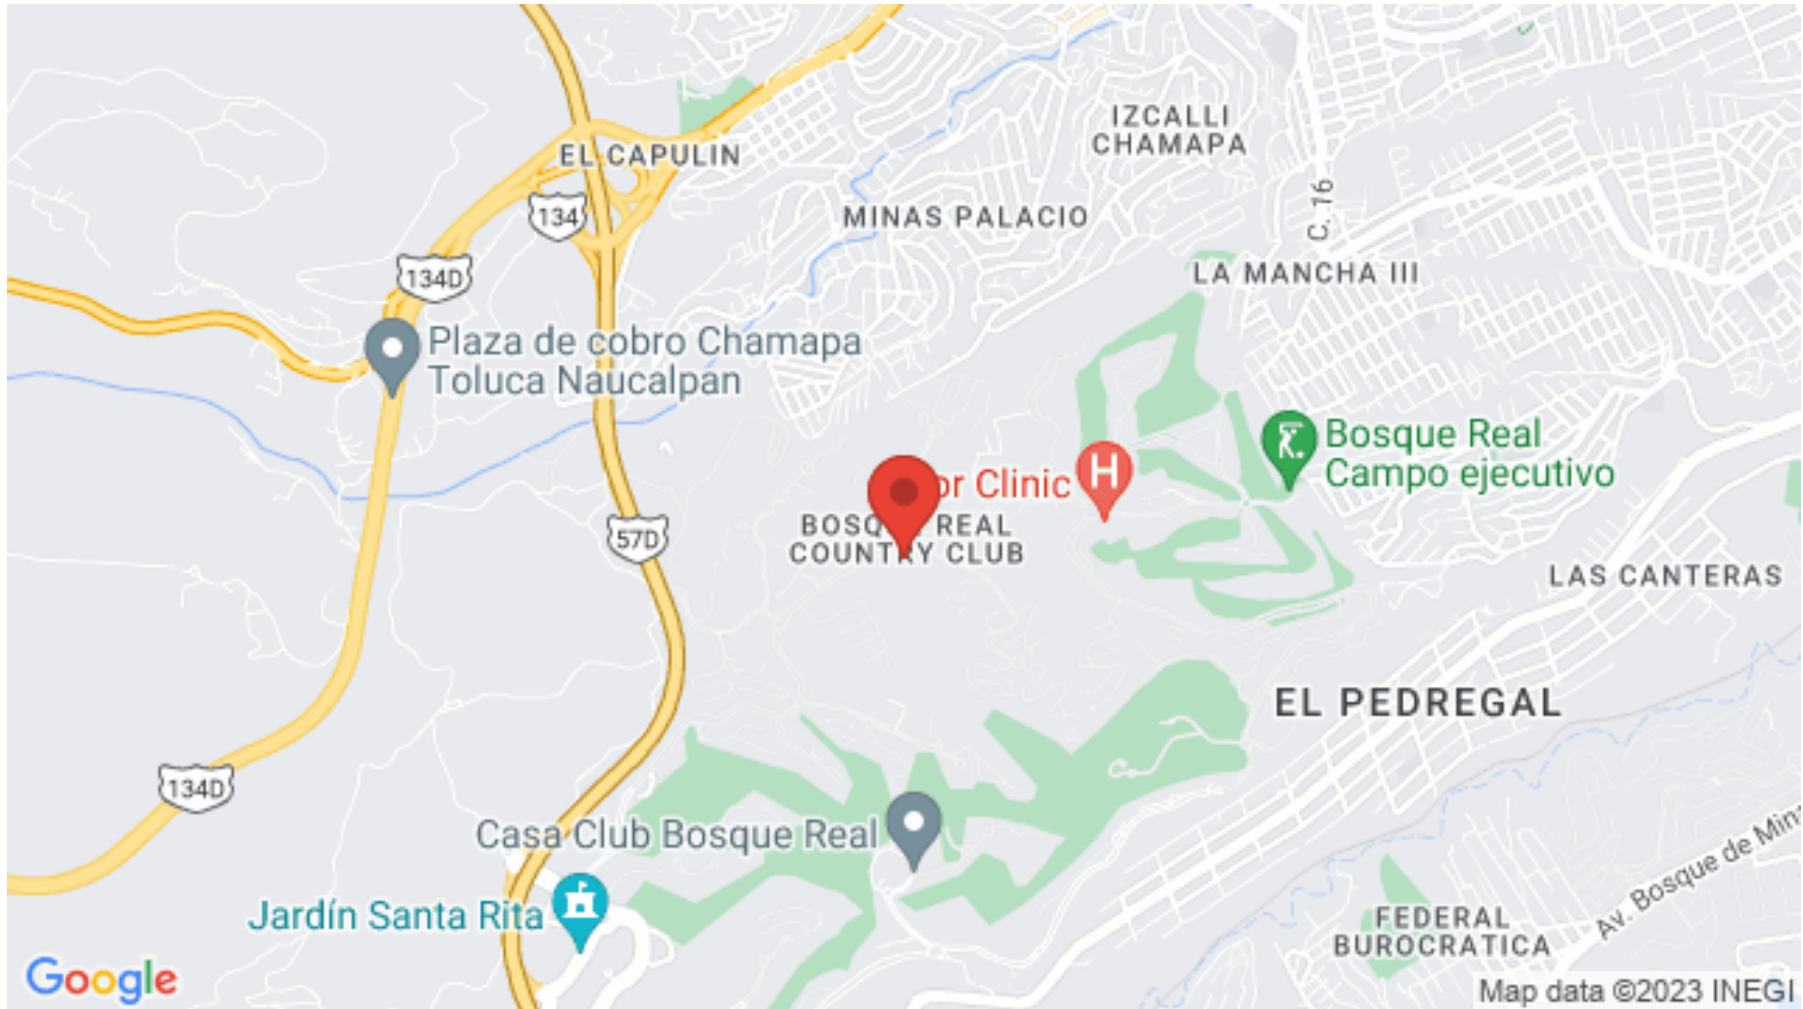 IZCALLI
CHAMAPA
EL CAPULIN
134
C. 16
MINAS PALACIO
134D
LA MANCHA III
Plaza de cobro Chamapa
Toluca Naucalpan
Bosque Real
Campo ejecutivo
Clinic
H
57D
REAL
COUNTRY CLUB
LAS CANTERAS
EL PEDREGAL
134D
Casa Club Bosque Real
Av. Bosque de
Jardín Santa Rita
FEDERAL
BUROCRATICA
Google
Map data ©2023 INEGI